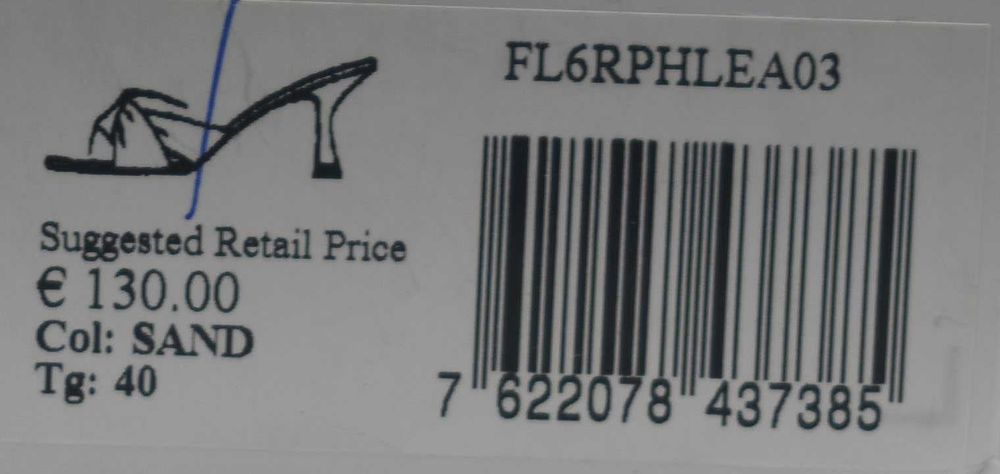 FL6RPHLEA03
Suggested Retail Price
€ 130.00
Col: SAND
Tg: 40
7 622078 437385